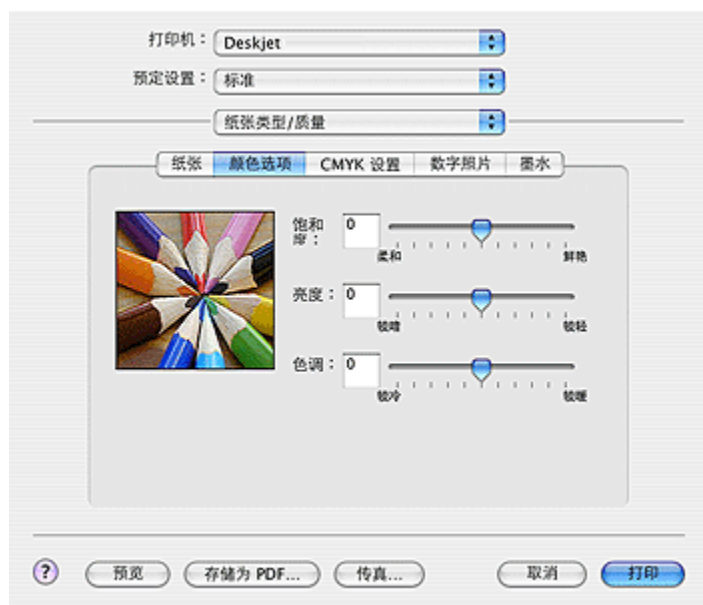 打印机： Deskjet
预定设置： 标准
纸张类型/质量
纸张 颜色选项 CMYK 设置 数字照片 墨水
饱和度： 0
柔和 鲜艳
亮度： 0
较暗 较轻
色调： 0
较冷 较暖
? 预览 存储为 PDF... 传真... 取消 打印